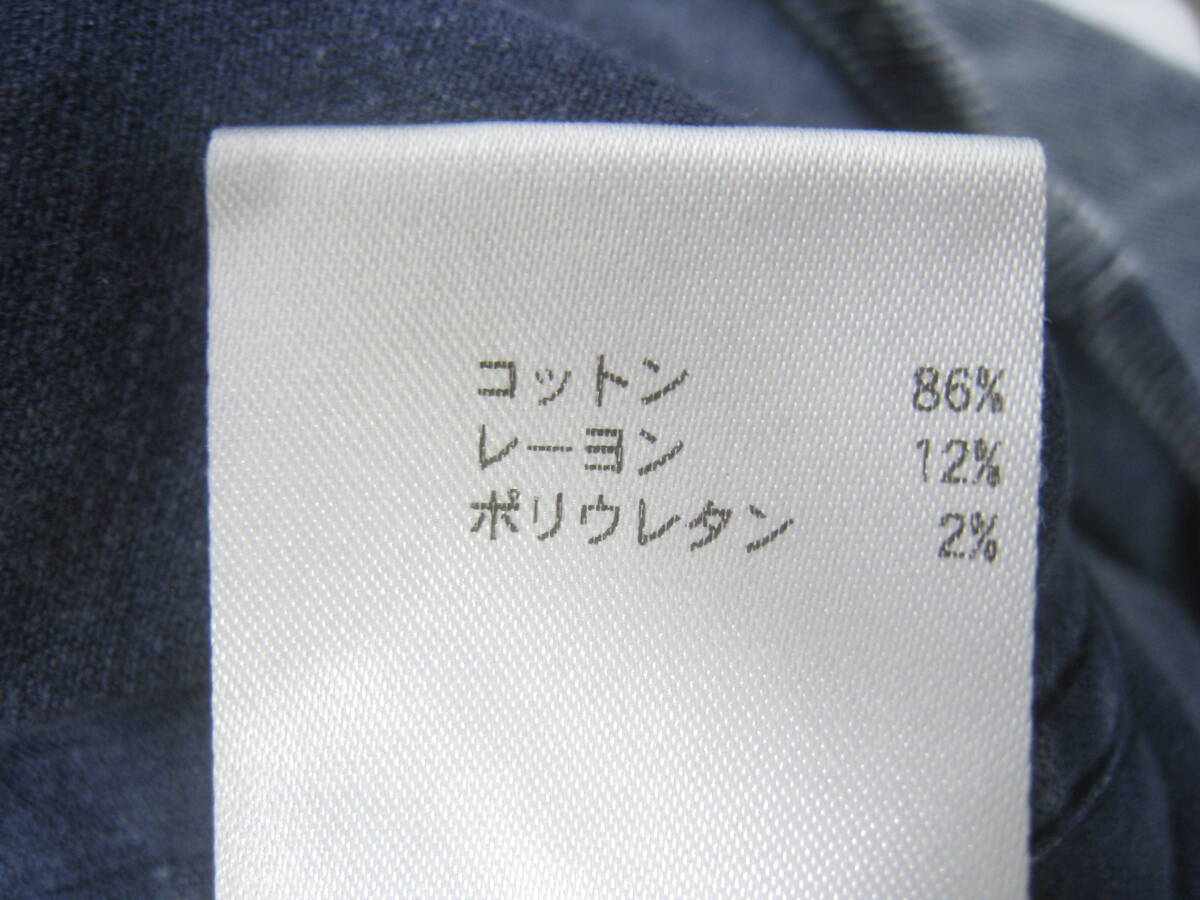 コットン 86%
レーヨン 12%
ポリウレタン 2%